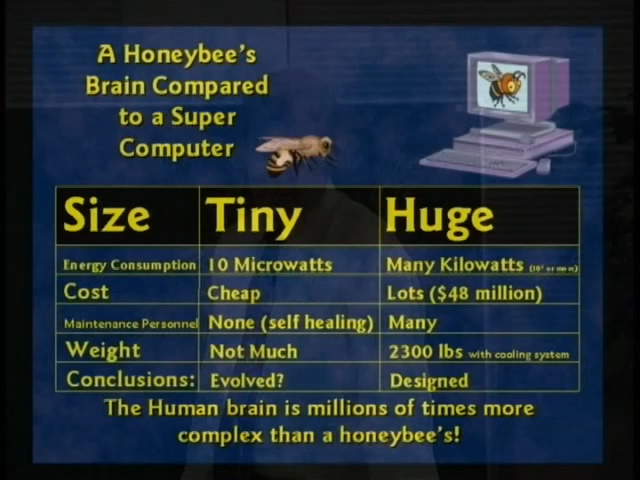 A Honeybee's
Brain Compared
to a Super
Computer
Size Tiny Huge
Energy Consumption 10 Microwatts Many Kilowatts
Cost Cheap Lots ($48 million)
Maintenance Personnel None (self healing) Many
Weight Not Much 2300 lbs with cooling system
Conclusions: Evolved? Designed
The Human brain is millions of times more
complex than a honeybee's!